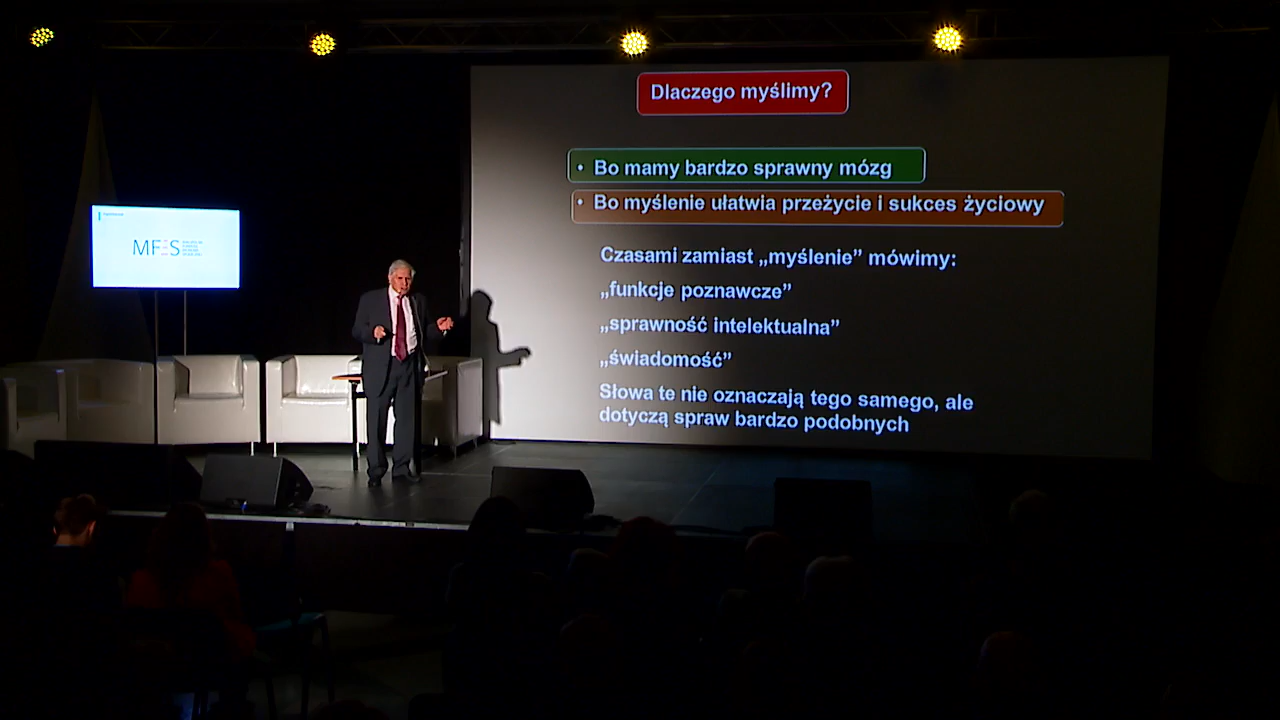 Dlaczego myślimy?
• Bo mamy bardzo sprawny mózg
• Bo myślenie ułatwia przeżycie i sukces życiowy
Czasami zamiast „myślenie” mówimy:
„funkcje poznawcze”
„sprawność intelektualna”
„świadomość”
Słowa te nie oznaczają tego samego, ale
dotyczą spraw bardzo podobnych
MFES